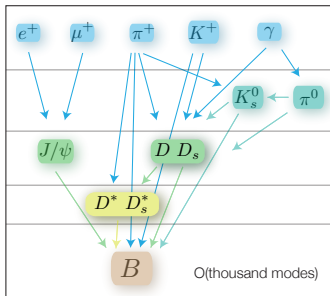 e⁺ μ⁺ π⁺ K⁺ γ
K⁰ₛ π⁰
J/ψ D Dₛ
D* D*ₛ
B
O(thousand modes)